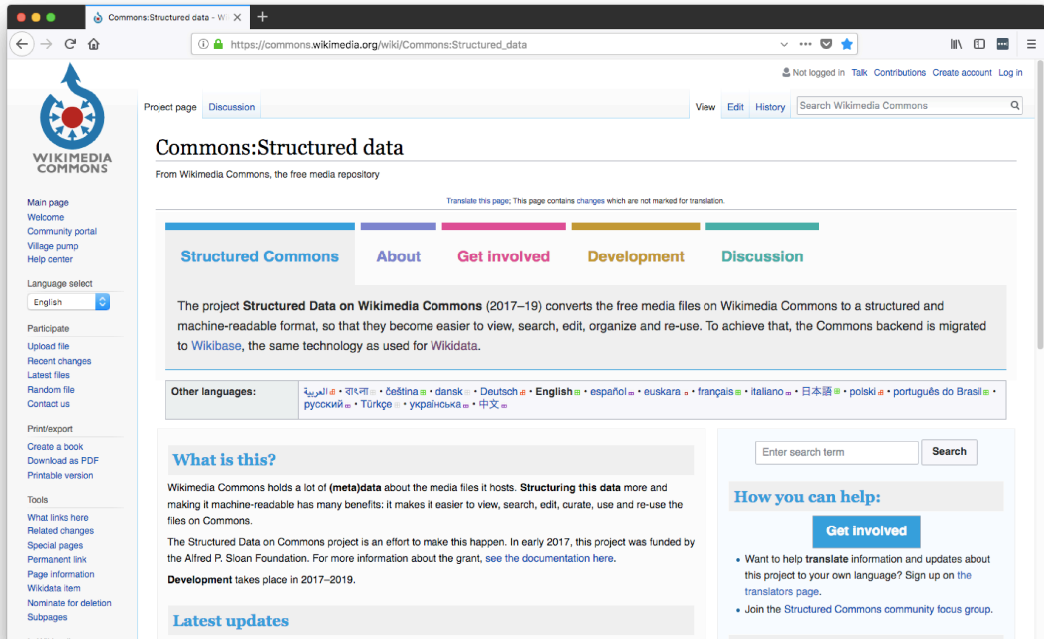 Commons:Structured data - Wi
https://commons.wikimedia.org/wiki/Commons:Structured_data
Not logged in Talk Contributions Create account Log in
Project page Discussion
View Edit History Search Wikimedia Commons
WIKIMEDIA
COMMONS
Main page
Welcome
Community portal
Village pump
Help center
Language select
English
Participate
Upload file
Recent changes
Latest files
Random file
Contact us
Print/export
Create a book
Download as PDF
Printable version
Tools
What links here
Related changes
Special pages
Permanent link
Page information
Wikidata item
Nominate for deletion
Subpages
Commons:Structured data
From Wikimedia Commons, the free media repository
Translate this page; This page contains changes which are not marked for translation.
Structured Commons About Get involved Development Discussion
The project Structured Data on Wikimedia Commons (2017–19) converts the free media files on Wikimedia Commons to a structured and
machine-readable format, so that they become easier to view, search, edit, organize and re-use. To achieve that, the Commons backend is migrated
to Wikibase, the same technology as used for Wikidata.
Other languages: العربية • বাংলা • čeština • dansk • Deutsch • English • español • euskara • français • italiano • 日本語 • polski • português do Brasil •
русский • Türkçe • українська • 中文
What is this?
Wikimedia Commons holds a lot of (meta)data about the media files it hosts. Structuring this data more and
making it machine-readable has many benefits: it makes it easier to view, search, edit, curate, use and re-use the
files on Commons.
The Structured Data on Commons project is an effort to make this happen. In early 2017, this project was funded by
the Alfred P. Sloan Foundation. For more information about the grant, see the documentation here.
Development takes place in 2017–2019.
Latest updates
Enter search term Search
How you can help:
Get involved
• Want to help translate information and updates about
this project to your own language? Sign up on the
translators page.
• Join the Structured Commons community focus group.